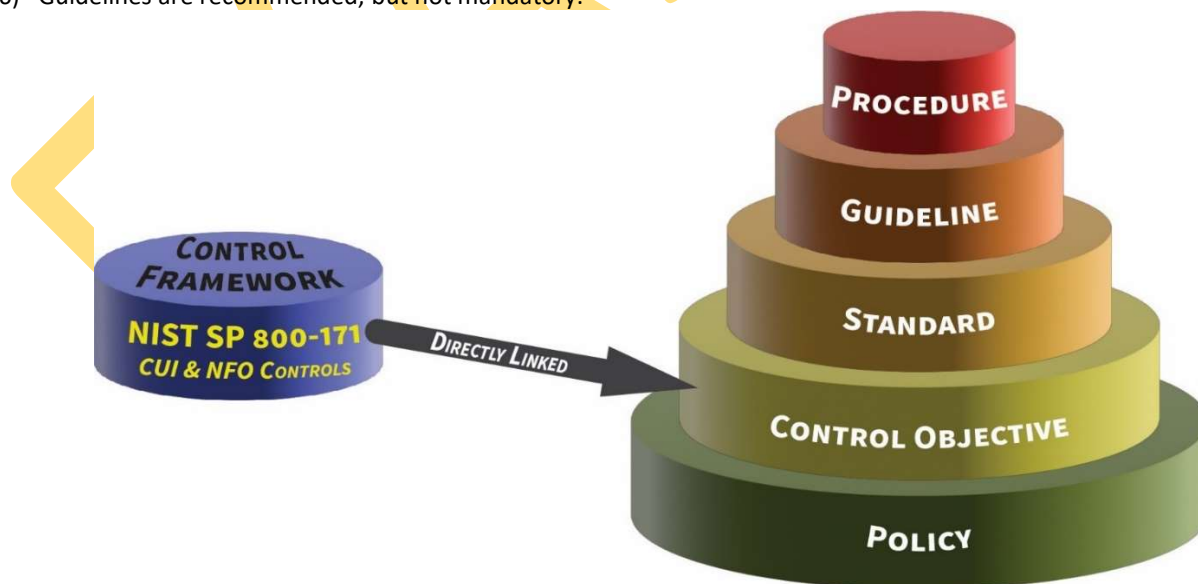 Guidelines are recommended, but not mandatory.
PROCEDURE
GUIDELINE
STANDARD
CONTROL OBJECTIVE
POLICY
CONTROL
FRAMEWORK
NIST SP 800-171
CUI & NFO CONTROLS
DIRECTLY LINKED